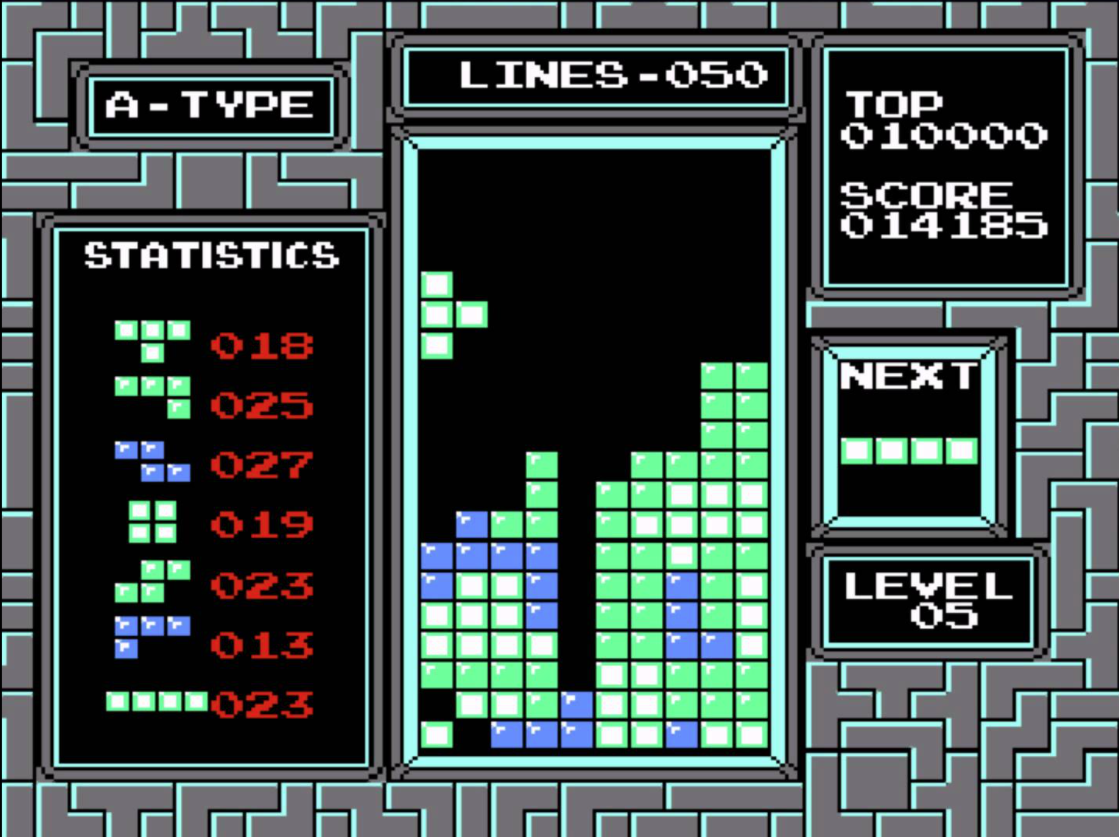 A-TYPE
LINES-050
TOP
010000
SCORE
014185
STATISTICS
018
025
027
019
023
013
023
NEXT
LEVEL
05